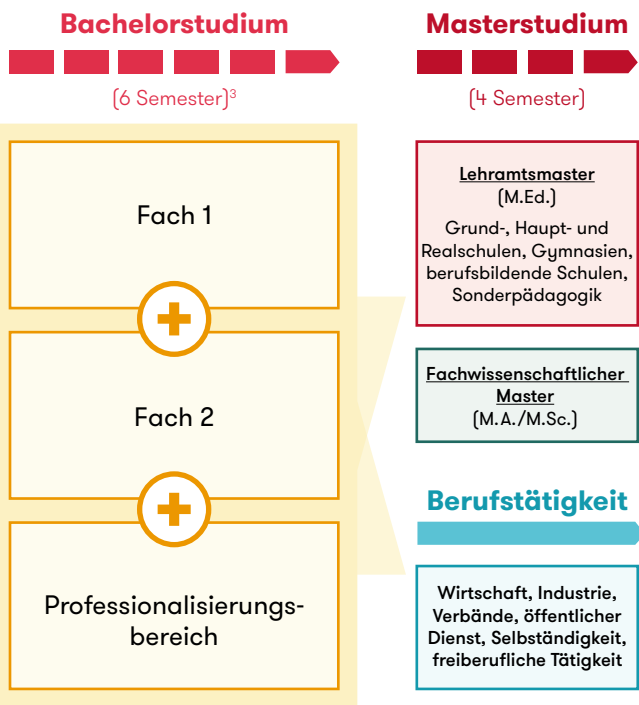 Bachelorstudium
(6 Semester)³
Fach 1
Fach 2
Professionalisierungs-
bereich
Masterstudium
(4 Semester)
Lehramtsmaster
(M.Ed.)
Grund-, Haupt- und
Realschulen, Gymnasien,
berufsbildende Schulen,
Sonderpädagogik
Fachwissenschaftlicher
Master
(M.A./M.Sc.)
Berufstätigkeit
Wirtschaft, Industrie,
Verbände, öffentlicher
Dienst, Selbständigkeit,
freiberufliche Tätigkeit